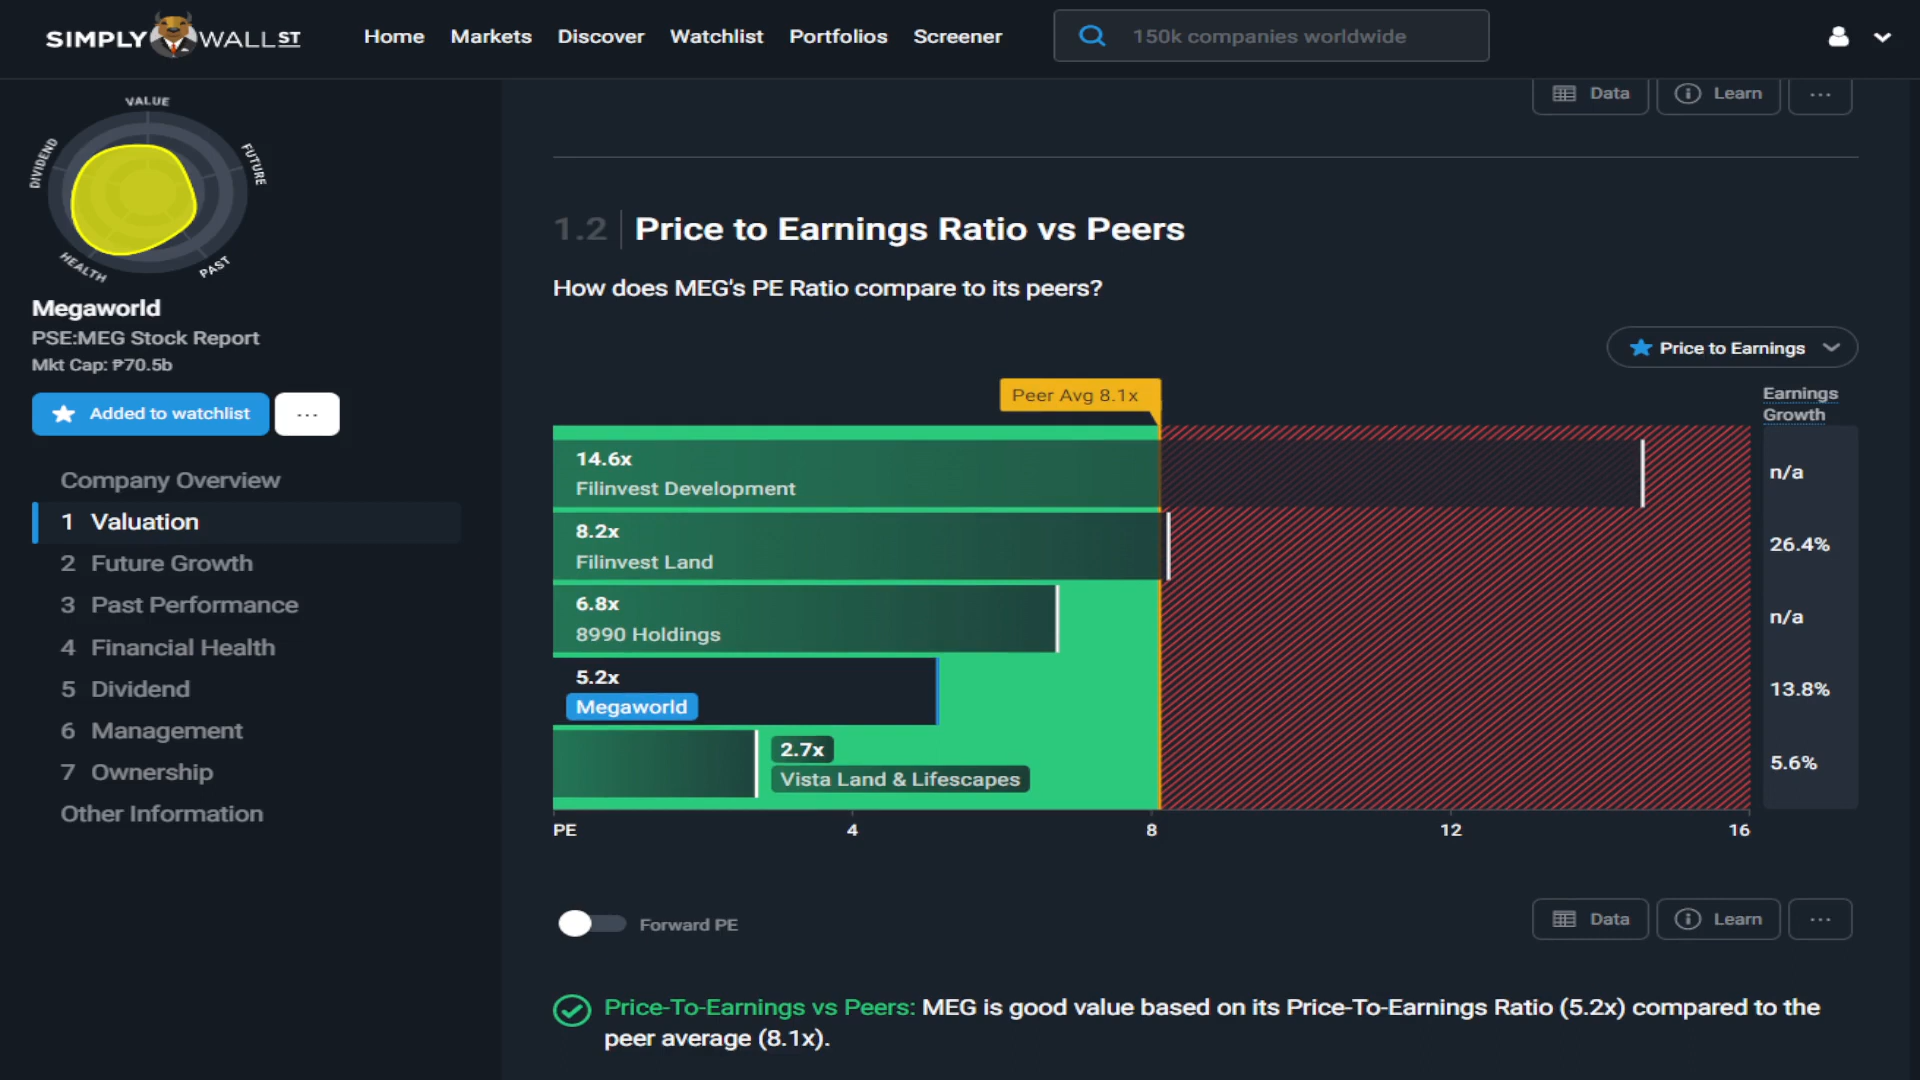 SIMPLY WALL ST
Home Markets Discover Watchlist Portfolios Screener
150k companies worldwide
VALUE
FUTURE
PAST
HEALTH
DIVIDEND
Megaworld
PSE:MEG Stock Report
Mkt Cap: ₱70.5b
Added to watchlist
...
Company Overview
1 Valuation
2 Future Growth
3 Past Performance
4 Financial Health
5 Dividend
6 Management
7 Ownership
Other Information
Data Learn ...
1.2 Price to Earnings Ratio vs Peers
How does MEG's PE Ratio compare to its peers?
Price to Earnings
Peer Avg 8.1x
Earnings
Growth
14.6x
Filinvest Development
n/a
8.2x
Filinvest Land
26.4%
6.8x
8990 Holdings
n/a
5.2x
Megaworld
13.8%
2.7x
Vista Land & Lifescapes
5.6%
PE 4 8 12 16
Forward PE
Data Learn ...
Price-To-Earnings vs Peers: MEG is good value based on its Price-To-Earnings Ratio (5.2x) compared to the
peer average (8.1x).